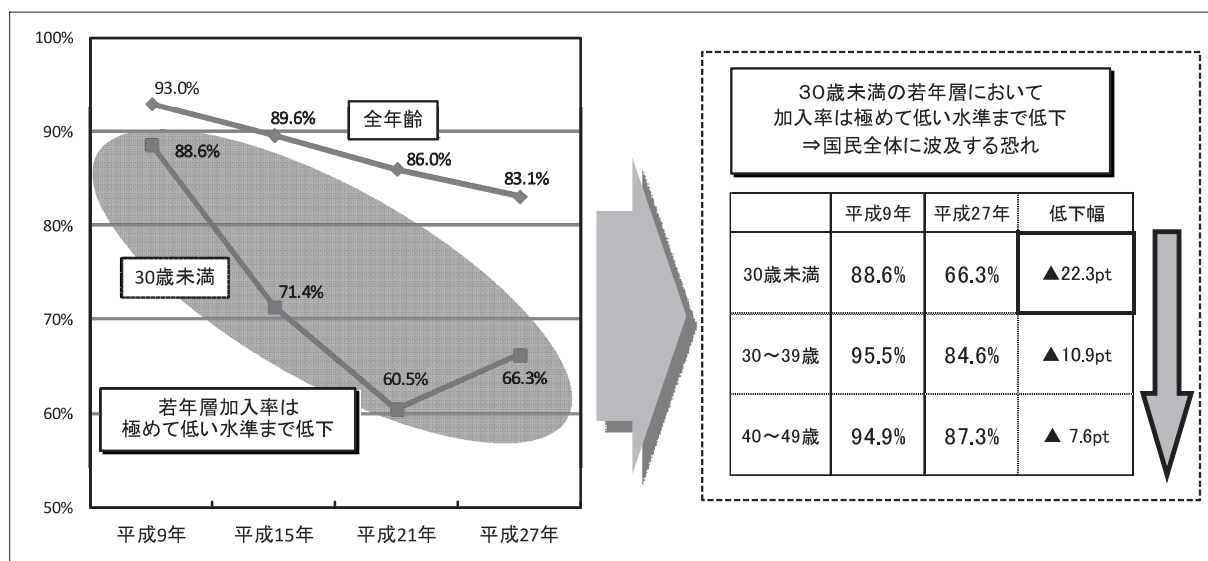 100%
90%
80%
70%
60%
50%
93.0%
89.6%
86.0%
83.1%
全年齢
88.6%
71.4%
60.5%
66.3%
30歳未満
若年層加入率は
極めて低い水準まで低下
平成9年 平成15年 平成21年 平成27年
30歳未満の若年層において
加入率は極めて低い水準まで低下
⇒国民全体に波及する恐れ
平成9年 平成27年 低下幅
30歳未満 88.6% 66.3% ▲22.3pt
30～39歳 95.5% 84.6% ▲10.9pt
40～49歳 94.9% 87.3% ▲ 7.6pt